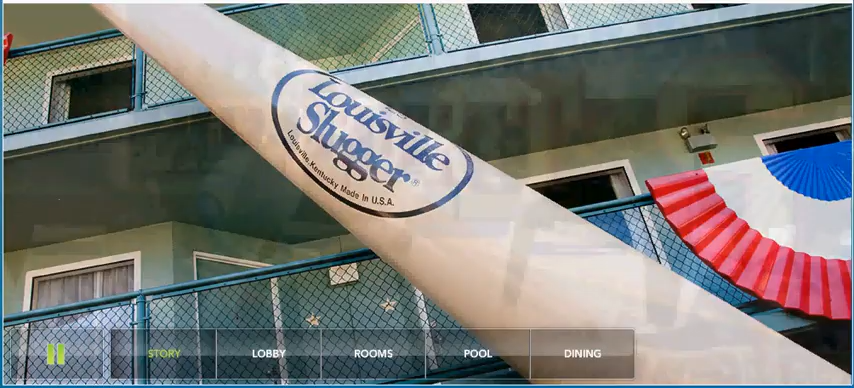 Louisville
Slugger®
Louisville, Kentucky Made In U.S.A.
STORY
LOBBY
ROOMS
POOL
DINING